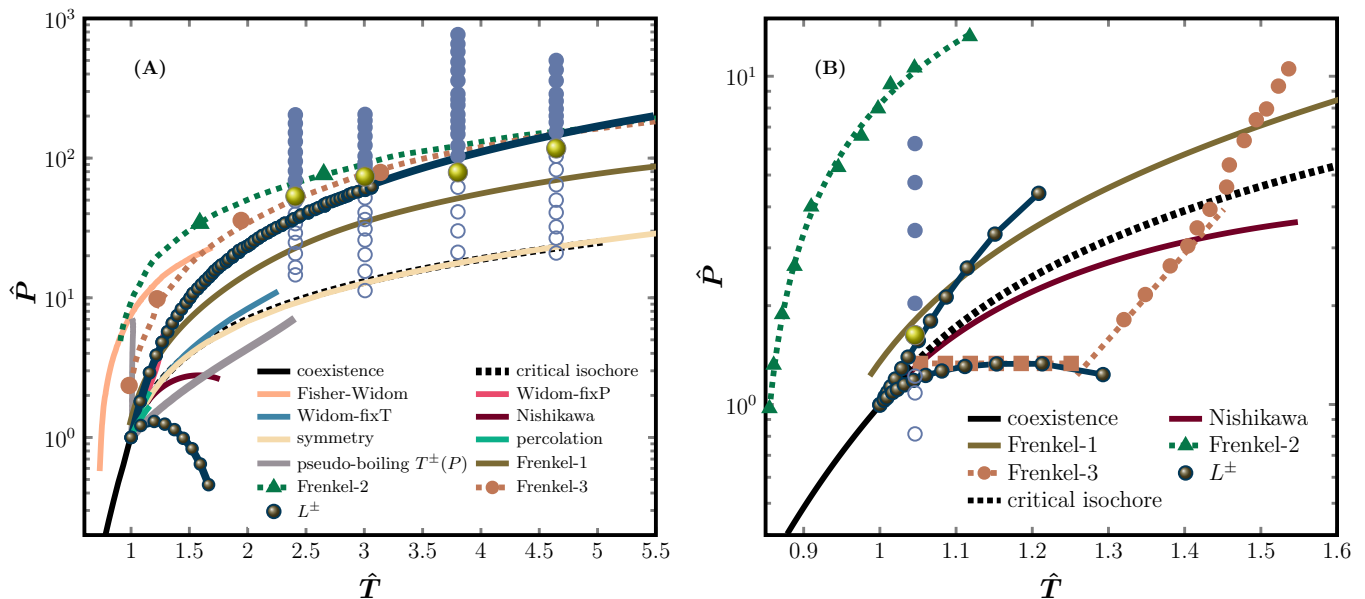 (A)
10³
10²
10¹
10⁰
P̂
1 1.5 2 2.5 3 3.5 4 4.5 5 5.5
T̂
coexistence
critical isochore
Fisher-Widom
Widom-fixP
Widom-fixT
Nishikawa
symmetry
percolation
pseudo-boiling T±(P)
Frenkel-1
Frenkel-2
Frenkel-3
L±
(B)
10¹
10⁰
P̂
0.9 1 1.1 1.2 1.3 1.4 1.5 1.6
T̂
coexistence
Nishikawa
Frenkel-1
Frenkel-2
Frenkel-3
L±
critical isochore